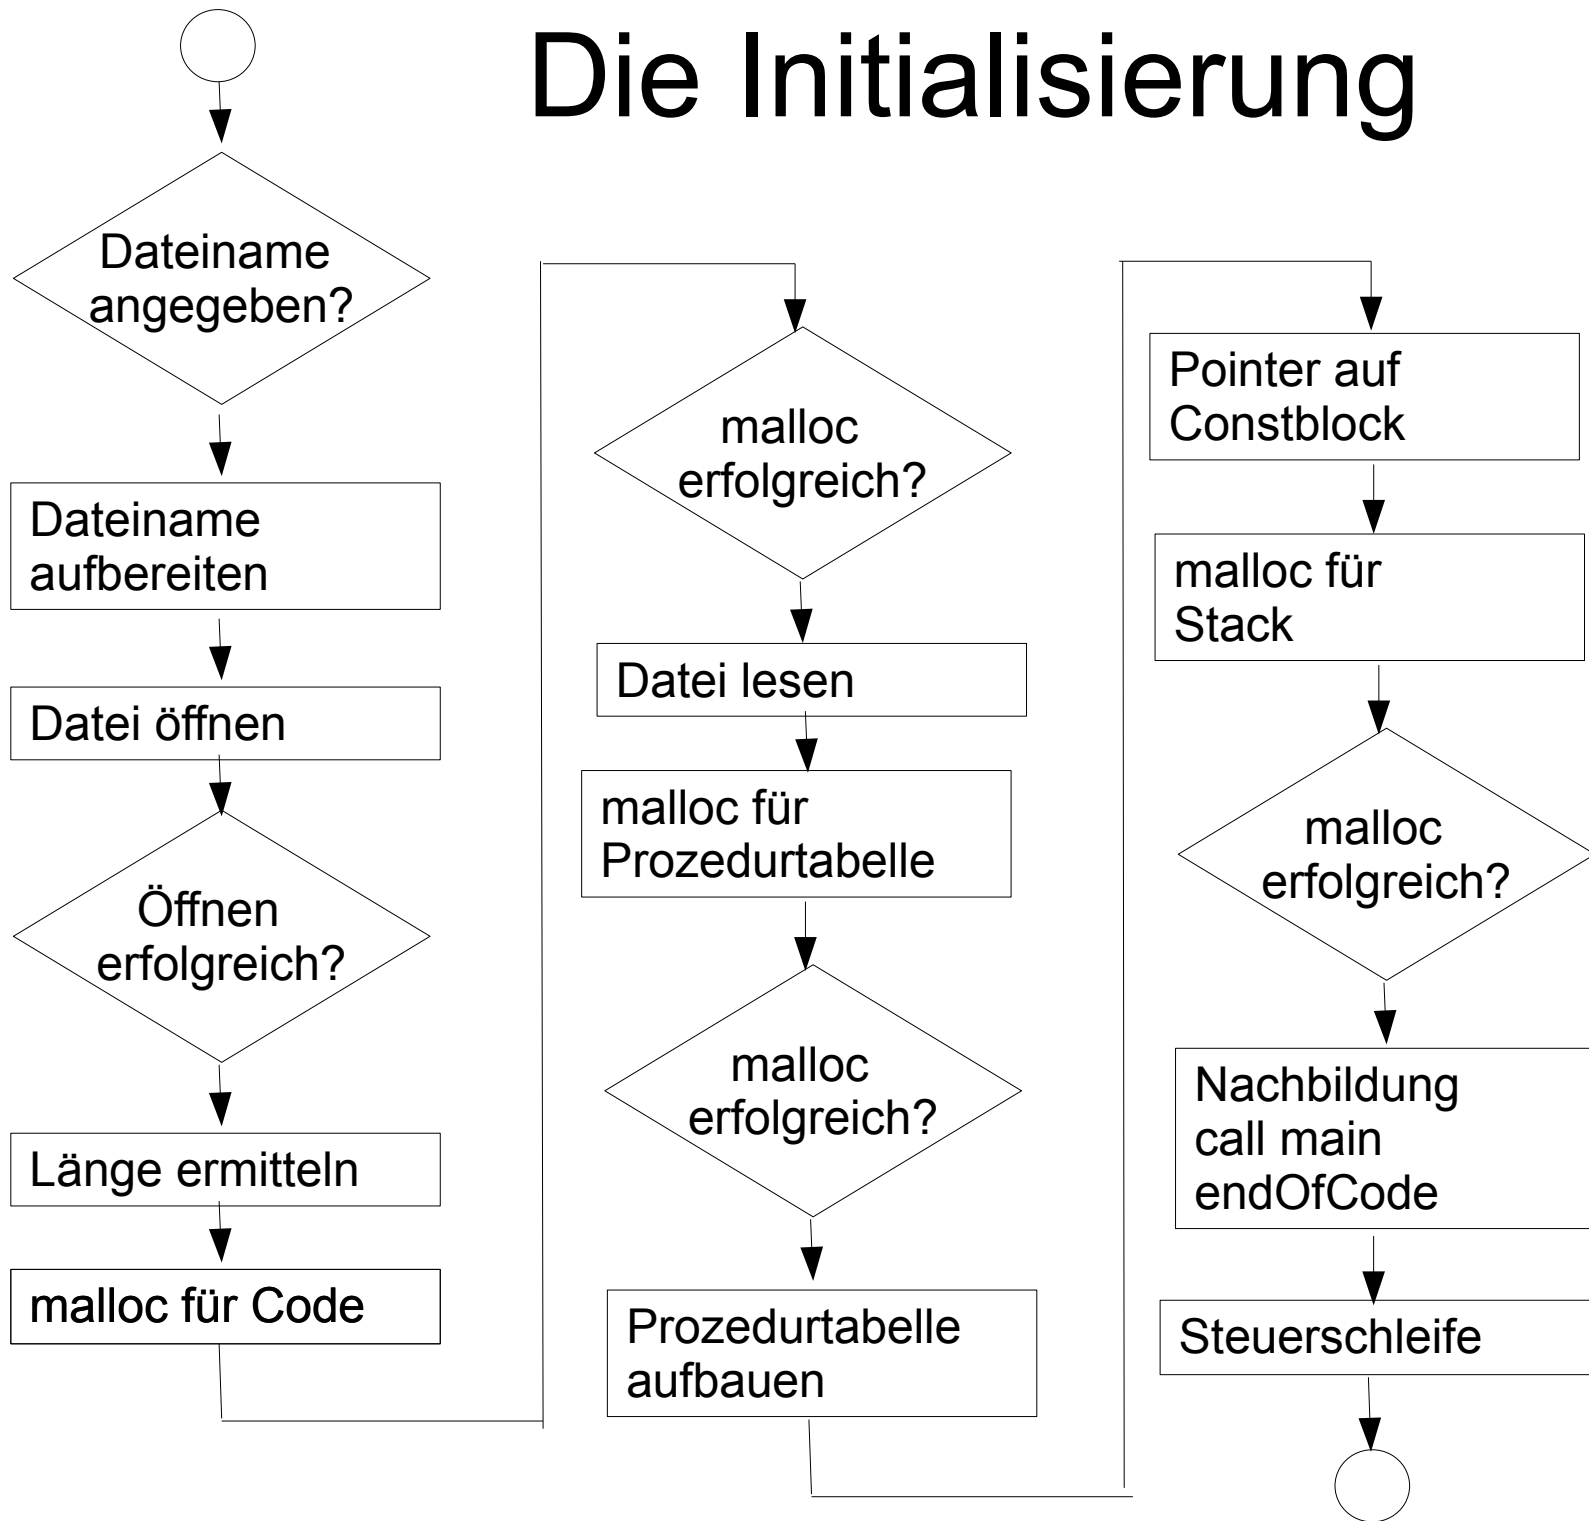 Die Initialisierung
Dateiname
angegeben?
Dateiname
aufbereiten
Datei öffnen
Öffnen
erfolgreich?
Länge ermitteln
malloc für Code
malloc
erfolgreich?
Datei lesen
malloc für
Prozedurtabelle
malloc
erfolgreich?
Prozedurtabelle
aufbauen
Pointer auf
Constblock
malloc für
Stack
malloc
erfolgreich?
Nachbildung
call main
endOfCode
Steuerschleife